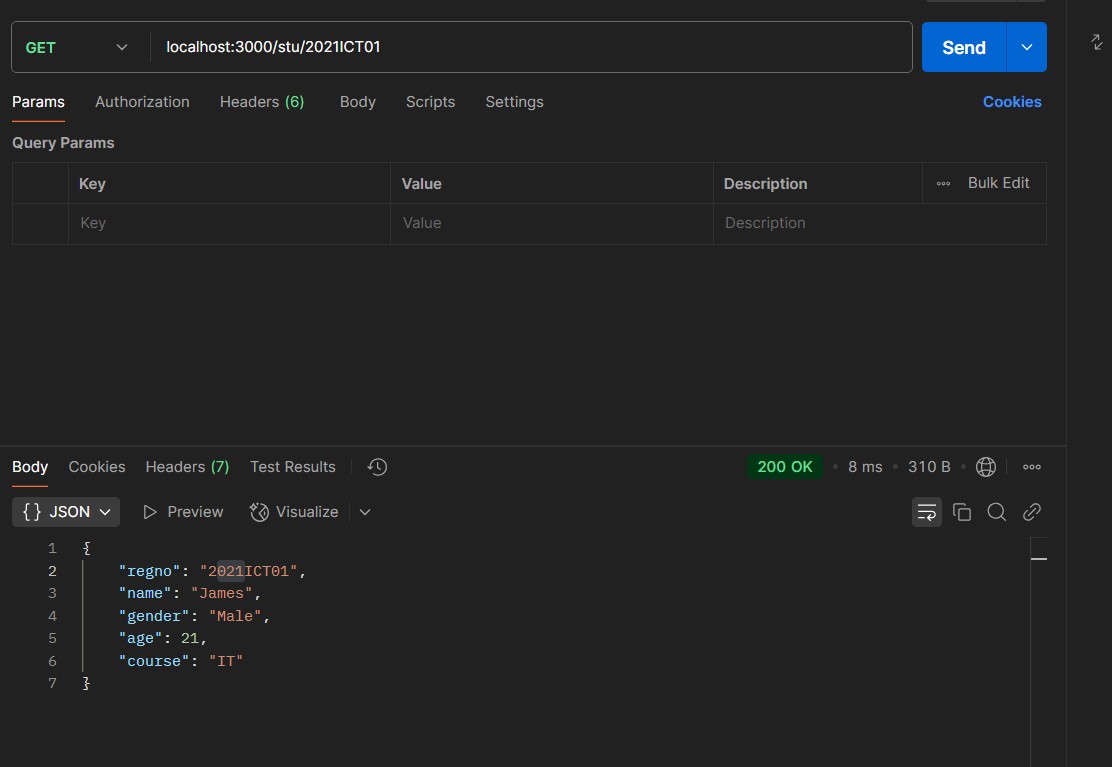 GET localhost:3000/stu/2021ICT01 Send
Params Authorization Headers (6) Body Scripts Settings Cookies
Query Params
Key Value Description Bulk Edit
Key Value Description
Body Cookies Headers (7) Test Results 200 OK • 8 ms • 310 B •
{} JSON Preview Visualize
1 {
2 "regno": "2021ICT01",
3 "name": "James",
4 "gender": "Male",
5 "age": 21,
6 "course": "IT"
7 }